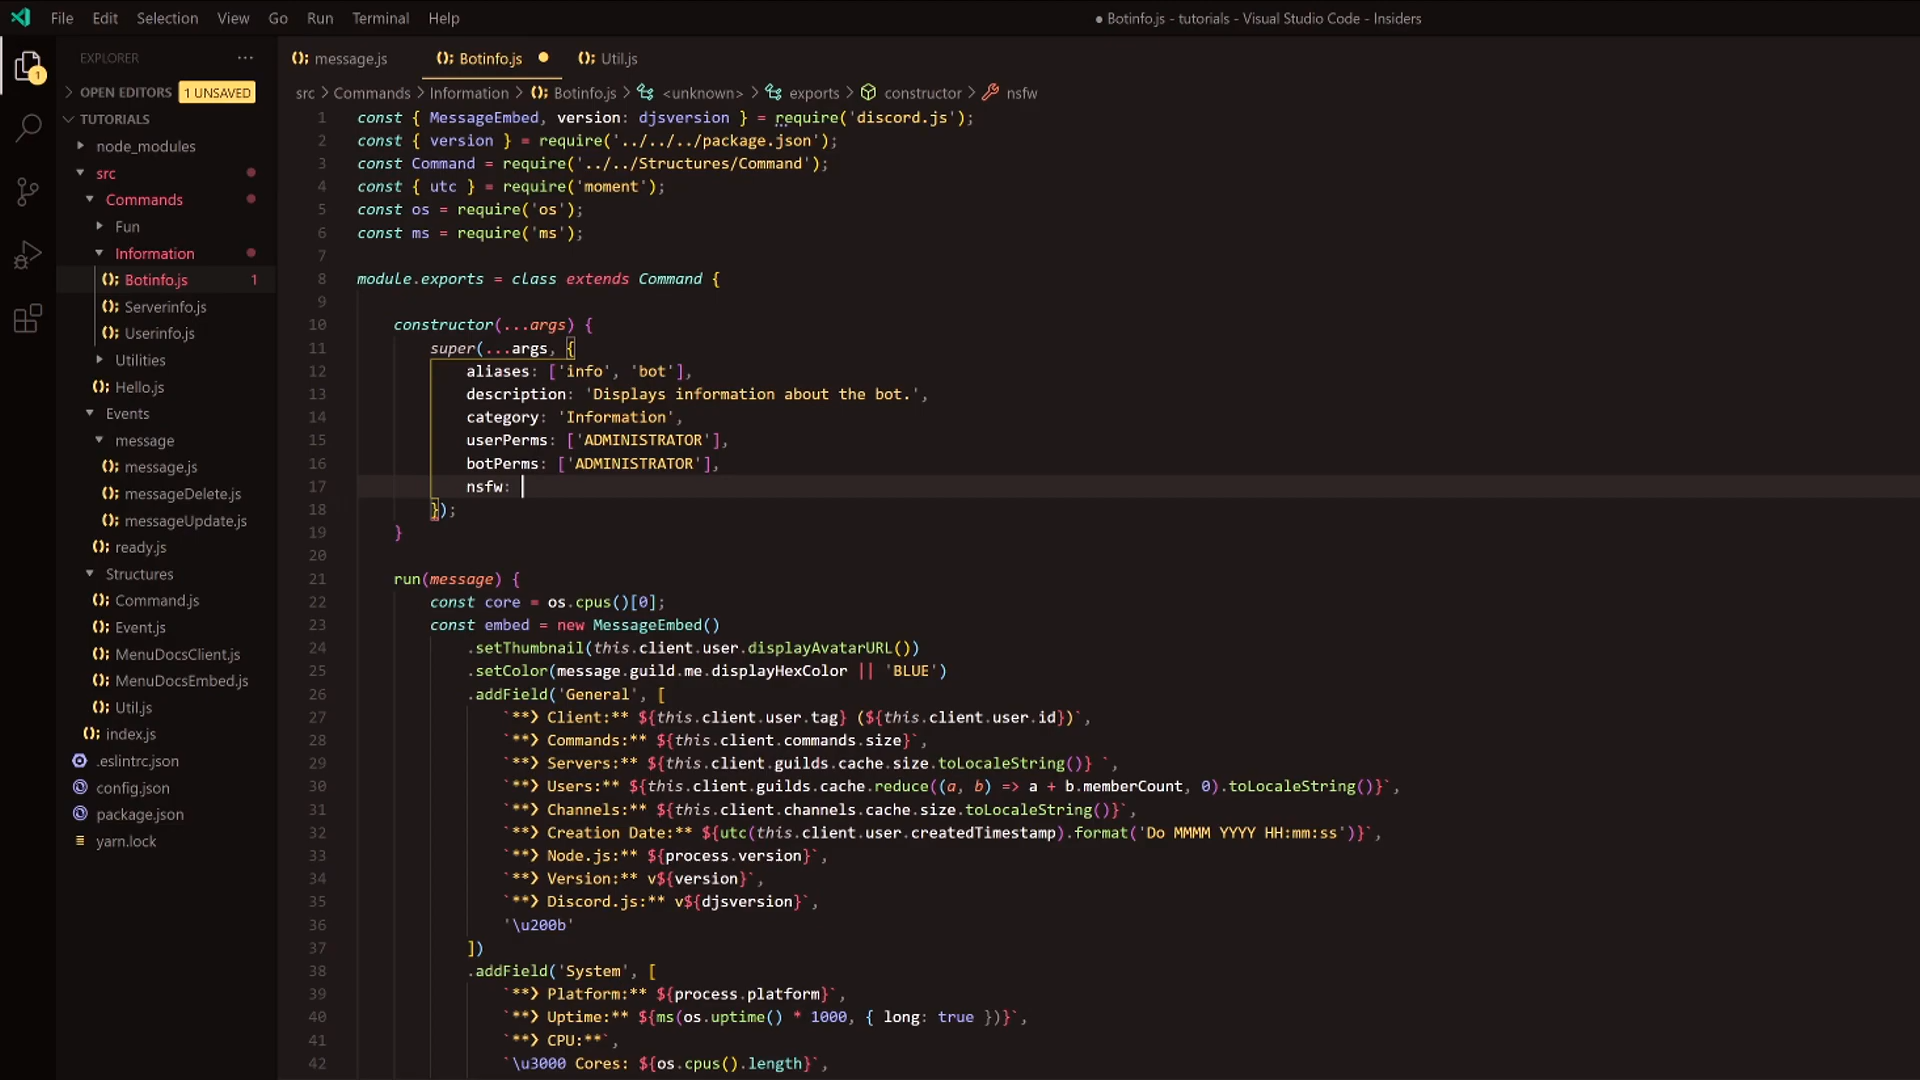 File Edit Selection View Go Run Terminal Help
● Botinfo.js - tutorials - Visual Studio Code - Insiders
EXPLORER ···
OPEN EDITORS 1 UNSAVED
TUTORIALS
node_modules
src
Commands
Fun
Information
(); Botinfo.js 1
(); Serverinfo.js
(); Userinfo.js
Utilities
(); Hello.js
Events
message
(); message.js
(); messageDelete.js
(); messageUpdate.js
(); ready.js
Structures
(); Command.js
(); Event.js
(); MenuDocsClient.js
(); MenuDocsEmbed.js
(); Util.js
(); index.js
.eslintrc.json
config.json
package.json
yarn.lock
1
(); message.js (); Botinfo.js ● (); Util.js
src > Commands > Information > (); Botinfo.js > <unknown> > exports > constructor > nsfw
1 const { MessageEmbed, version: djsversion } = require('discord.js');
2 const { version } = require('../../../package.json');
3 const Command = require('../../Structures/Command');
4 const { utc } = require('moment');
5 const os = require('os');
6 const ms = require('ms');
7
8 module.exports = class extends Command {
9
10 constructor(...args) {
11 super(...args, {
12 aliases: ['info', 'bot'],
13 description: 'Displays information about the bot.',
14 category: 'Information',
15 userPerms: ['ADMINISTRATOR'],
16 botPerms: ['ADMINISTRATOR'],
17 nsfw:
18 });
19 }
20
21 run(message) {
22 const core = os.cpus()[0];
23 const embed = new MessageEmbed()
24 .setThumbnail(this.client.user.displayAvatarURL())
25 .setColor(message.guild.me.displayHexColor || 'BLUE')
26 .addField('General', [
27 `**❯ Client:** ${this.client.user.tag} (${this.client.user.id})`,
28 `**❯ Commands:** ${this.client.commands.size}`,
29 `**❯ Servers:** ${this.client.guilds.cache.size.toLocaleString()} `,
30 `**❯ Users:** ${this.client.guilds.cache.reduce((a, b) => a + b.memberCount, 0).toLocaleString()}`,
31 `**❯ Channels:** ${this.client.channels.cache.size.toLocaleString()}`,
32 `**❯ Creation Date:** ${utc(this.client.user.createdTimestamp).format('Do MMMM YYYY HH:mm:ss')}`,
33 `**❯ Node.js:** ${process.version}`,
34 `**❯ Version:** v${version}`,
35 `**❯ Discord.js:** v${djsversion}`,
36 '\u200b'
37 ])
38 .addField('System', [
39 `**❯ Platform:** ${process.platform}`,
40 `**❯ Uptime:** ${ms(os.uptime() * 1000, { long: true })}`,
41 `**❯ CPU:**`,
42 `\u3000 Cores: ${os.cpus().length}`,